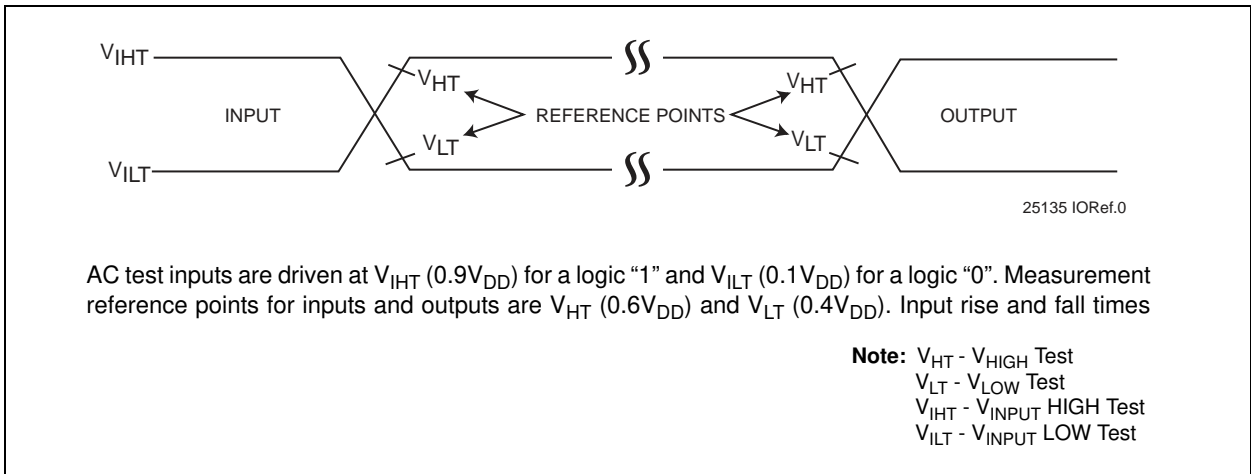 VIHT
VHT
VHT
INPUT
REFERENCE POINTS
OUTPUT
VLT
VLT
VILT
25135 IORef.0
AC test inputs are driven at VIHT (0.9VDD) for a logic “1” and VILT (0.1VDD) for a logic “0”. Measurement
reference points for inputs and outputs are VHT (0.6VDD) and VLT (0.4VDD). Input rise and fall times
Note: VHT - VHIGH Test
VLT - VLOW Test
VIHT - VINPUT HIGH Test
VILT - VINPUT LOW Test